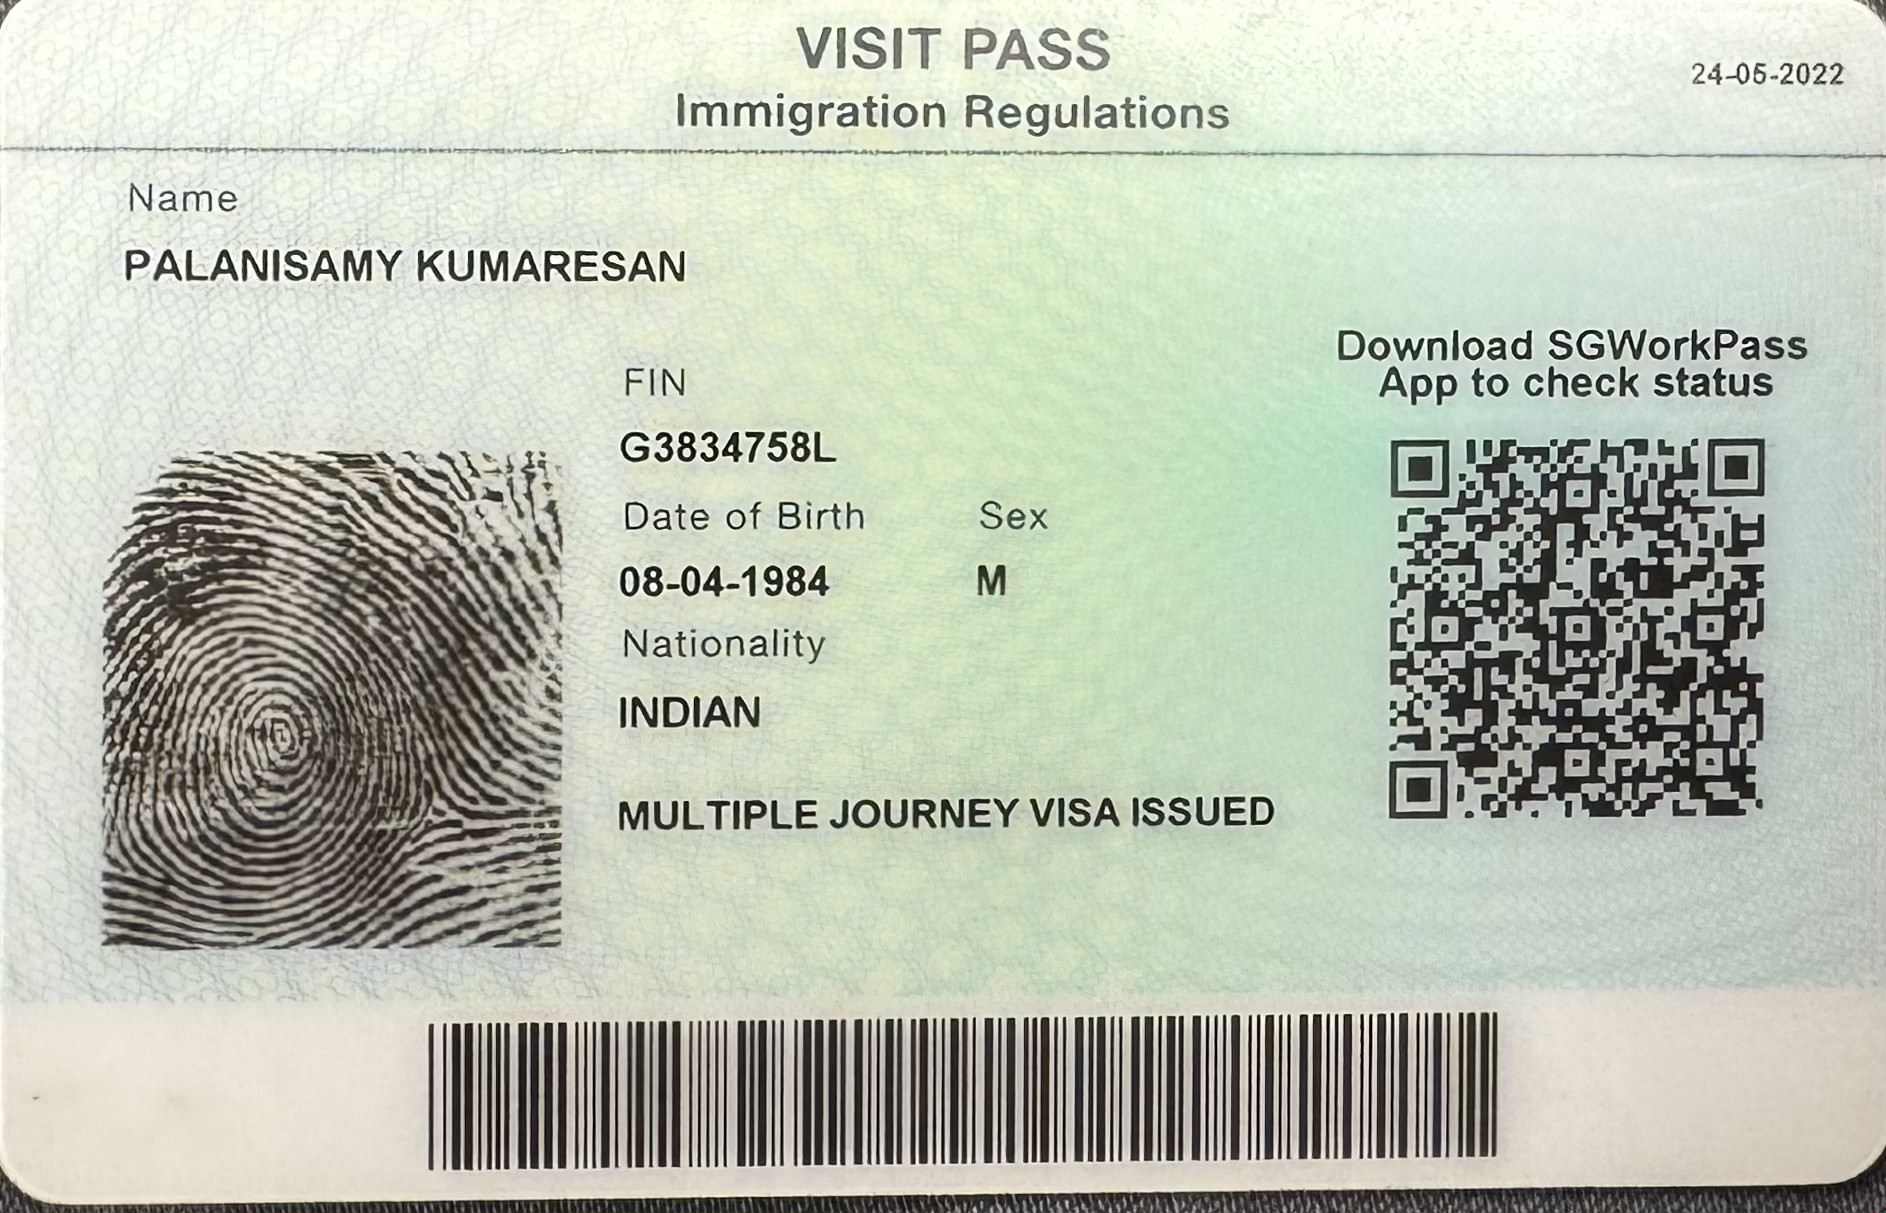 VISIT PASS
24-05-2022
Immigration Regulations
Name
PALANISAMY KUMARESAN
Download SGWorkPass
App to check status
FIN
G3834758L
Date of Birth Sex
08-04-1984 M
Nationality
INDIAN
MULTIPLE JOURNEY VISA ISSUED